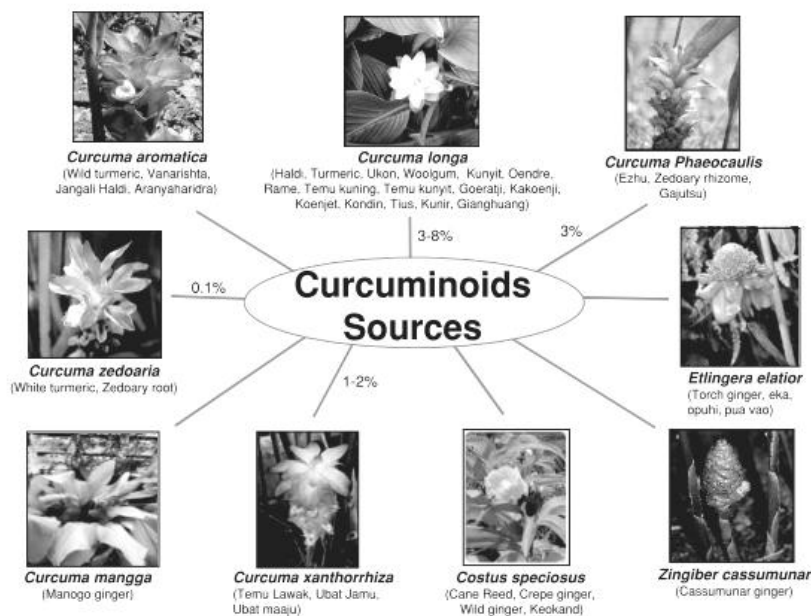 Curcuma aromatica
(Wild turmeric, Vanarishta,
Jangali Haldi, Aranyaharidra)
Curcuma longa
(Haldi, Turmeric, Ukon, Woolgum, Kunyit, Oendre,
Rame, Temu kuning, Temu kunyit, Goeratji, Kakoenji,
Koenjet, Kondin, Tius, Kunir, Gianghuang)
Curcuma Phaeocaulis
(Ezhu, Zedoary rhizome,
Gajutsu)
3-8%
3%
0.1%
Curcuminoids
Sources
Curcuma zedoaria
(White turmeric, Zedoary root)
Etlingera elatior
(Torch ginger, eka,
opuhi, pua vao)
1-2%
Curcuma mangga
(Manogo ginger)
Curcuma xanthorrhiza
(Temu Lawak, Ubat Jamu,
Ubat maaju)
Costus speciosus
(Cane Reed, Crepe ginger,
Wild ginger, Keokand)
Zingiber cassumunar
(Cassumunar ginger)